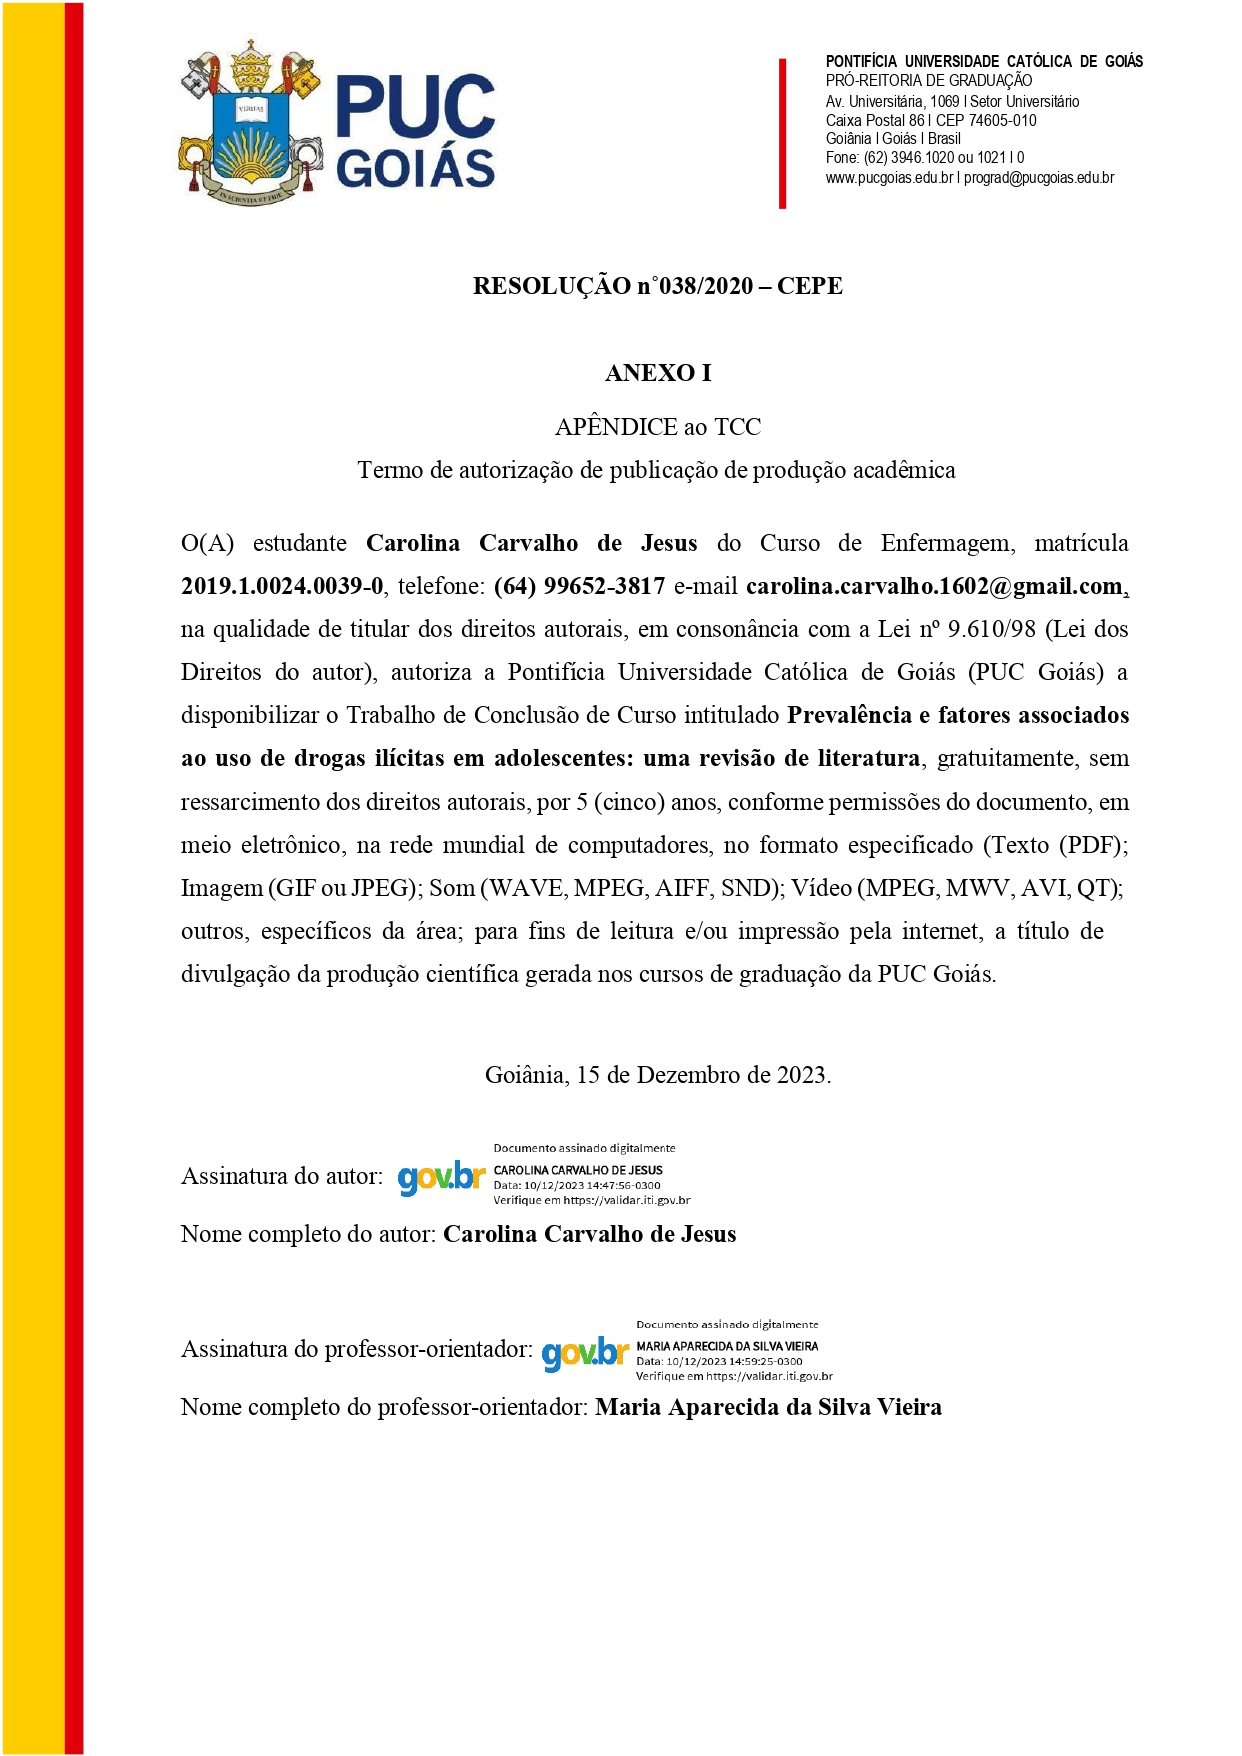 VERITAS
IN SCIENTIA ET FIDE
PUC
GOIÁS
PONTIFÍCIA UNIVERSIDADE CATÓLICA DE GOIÁS
PRÓ-REITORIA DE GRADUAÇÃO
Av. Universitária, 1069 l Setor Universitário
Caixa Postal 86 l CEP 74605-010
Goiânia l Goiás l Brasil
Fone: (62) 3946.1020 ou 1021 l 0
www.pucgoias.edu.br l prograd@pucgoias.edu.br
RESOLUÇÃO n°038/2020 – CEPE
ANEXO I
APÊNDICE ao TCC
Termo de autorização de publicação de produção acadêmica
O(A) estudante Carolina Carvalho de Jesus do Curso de Enfermagem, matrícula
2019.1.0024.0039-0, telefone: (64) 99652-3817 e-mail carolina.carvalho.1602@gmail.com,
na qualidade de titular dos direitos autorais, em consonância com a Lei nº 9.610/98 (Lei dos
Direitos do autor), autoriza a Pontifícia Universidade Católica de Goiás (PUC Goiás) a
disponibilizar o Trabalho de Conclusão de Curso intitulado Prevalência e fatores associados
ao uso de drogas ilícitas em adolescentes: uma revisão de literatura, gratuitamente, sem
ressarcimento dos direitos autorais, por 5 (cinco) anos, conforme permissões do documento, em
meio eletrônico, na rede mundial de computadores, no formato especificado (Texto (PDF);
Imagem (GIF ou JPEG); Som (WAVE, MPEG, AIFF, SND); Vídeo (MPEG, MWV, AVI, QT);
outros, específicos da área; para fins de leitura e/ou impressão pela internet, a título de
divulgação da produção científica gerada nos cursos de graduação da PUC Goiás.
Goiânia, 15 de Dezembro de 2023.
Documento assinado digitalmente
Assinatura do autor: gov.br CAROLINA CARVALHO DE JESUS
Data: 10/12/2023 14:47:56-0300
Verifique em https://validar.iti.gov.br
Nome completo do autor: Carolina Carvalho de Jesus
Documento assinado digitalmente
Assinatura do professor-orientador: gov.br MARIA APARECIDA DA SILVA VIEIRA
Data: 10/12/2023 14:59:25-0300
Verifique em https://validar.iti.gov.br
Nome completo do professor-orientador: Maria Aparecida da Silva Vieira